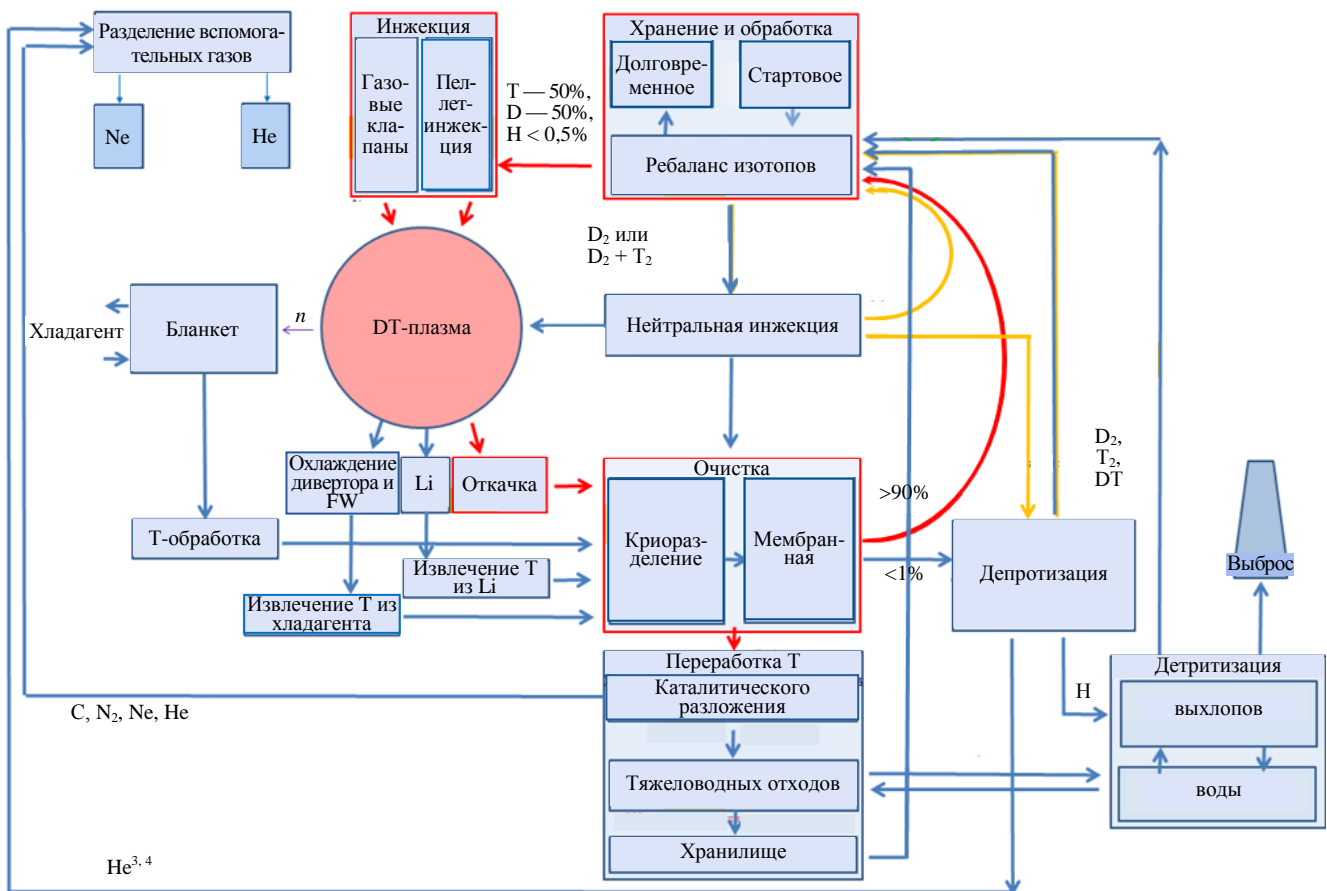 Разделение вспомога-
тельных газов
Ne
He
Инжекция
Газо-
вые
кла-
паны
Пел-
лет-
инжек-
ция
T — 50%,
D — 50%,
H < 0,5%
Хранение и обработка
Долговре-
менное
Стартовое
Ребаланс изотопов
D₂ или
D₂ + T₂
Хладагент
Бланкет
n
DT-плазма
Нейтральная инжекция
Охлаждение
дивертора и
FW
Li
Откачка
Т-обработка
Извлечение Т
из Li
Извлечение Т из
хладагента
Очистка
Криораз-
деление
Мембран-
ная
>90%
<1%
Депротизация
D₂,
T₂,
DT
Выброс
H
Детритизация
выхлопов
воды
Переработка Т
Каталитического
разложения
Тяжеловодных отходов
Хранилище
C, N₂, Ne, He
He³, ⁴